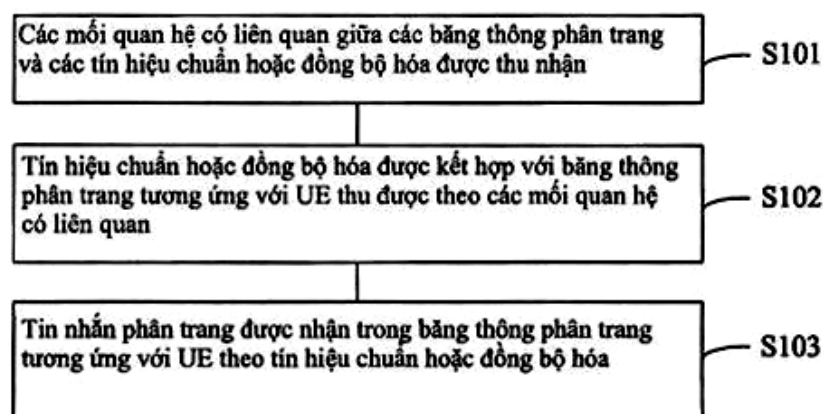 Các mối quan hệ có liên quan giữa các băng thông phân trang
và các tín hiệu chuẩn hoặc đồng bộ hóa được thu nhận
S101
Tín hiệu chuẩn hoặc đồng bộ hóa được kết hợp với băng thông
phân trang tương ứng với UE thu được theo các mối quan hệ
có liên quan
S102
Tin nhắn phân trang được nhận trong băng thông phân trang
tương ứng với UE theo tín hiệu chuẩn hoặc đồng bộ hóa
S103